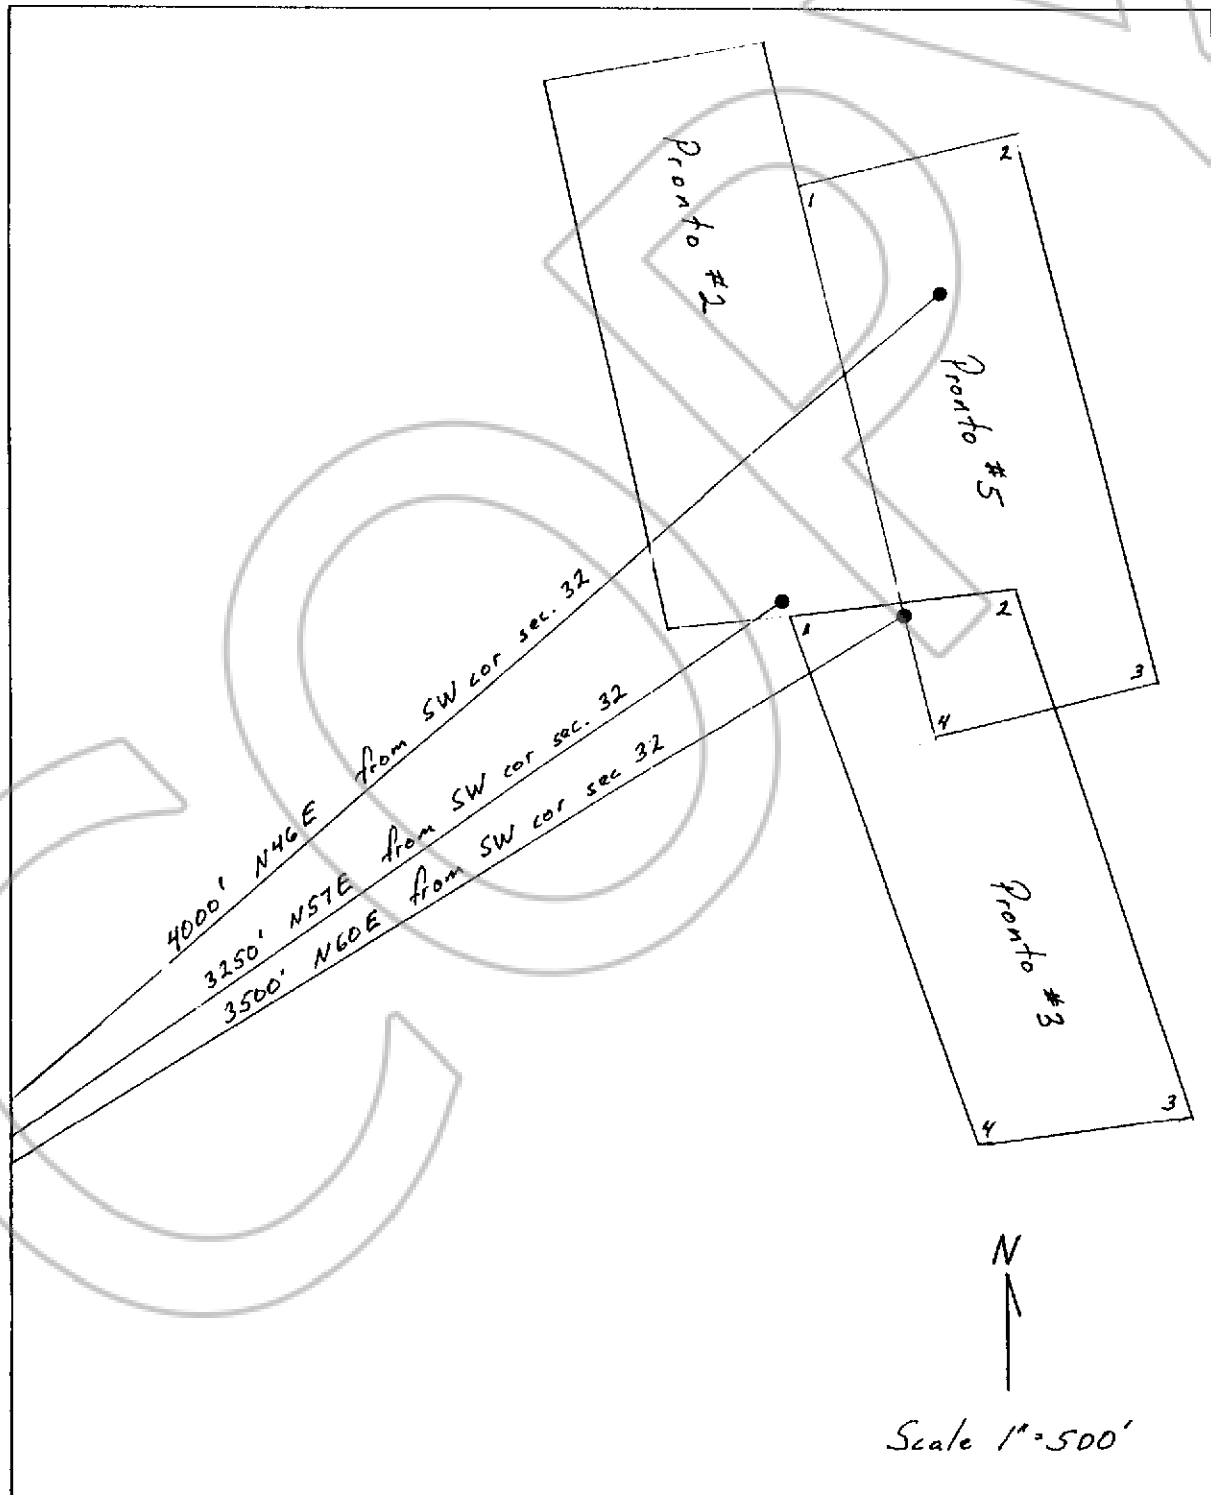 Pronto #2
1
2
Pronto #5
3
4
1
2
Pronto #3
3
4
4000' N46E from SW cor sec. 32
3250' N57E from SW cor sec. 32
3500' N60E from SW cor sec 32
N
Scale 1"=500'
COPY